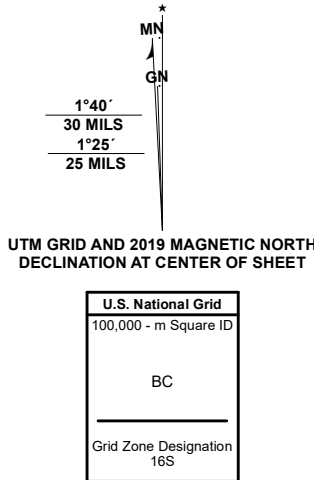 ★
MN
GN
1°40´
30 MILS
1°25´
25 MILS
UTM GRID AND 2019 MAGNETIC NORTH
DECLINATION AT CENTER OF SHEET
U.S. National Grid
100,000 - m Square ID
BC
Grid Zone Designation
16S